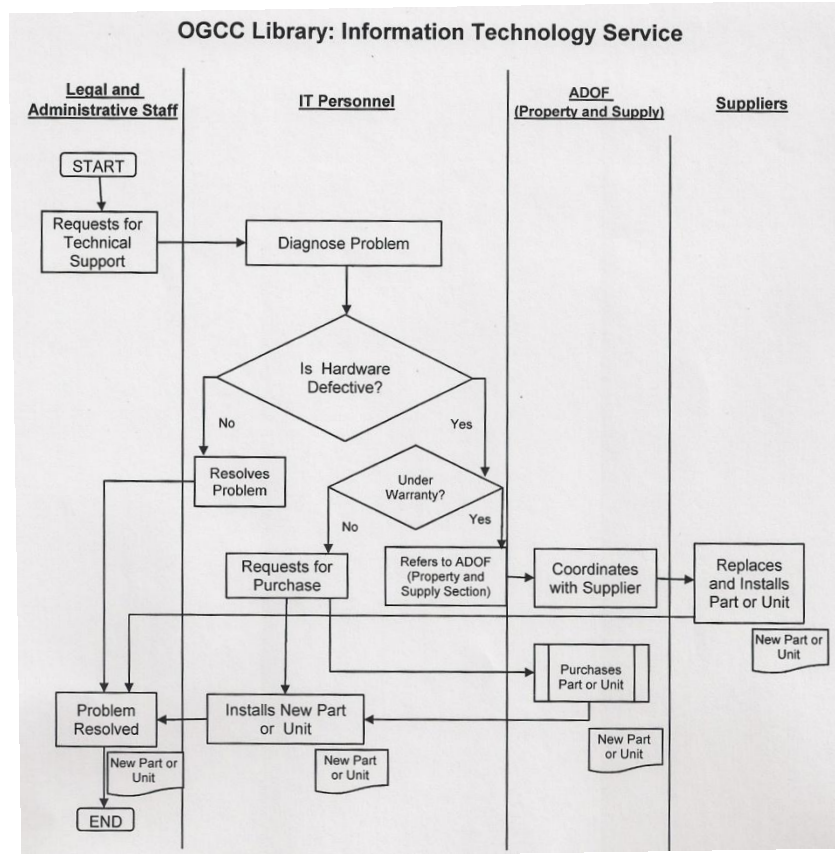 OGCC Library: Information Technology Service
Legal and
Administrative Staff
IT Personnel
ADOF
(Property and Supply)
Suppliers
START
Requests for
Technical
Support
Diagnose Problem
Is Hardware
Defective?
No
Yes
Resolves
Problem
Under
Warranty?
No
Yes
Requests for
Purchase
Refers to ADOF
(Property and
Supply Section)
Coordinates
with Supplier
Replaces
and Installs
Part or Unit
New Part or
Unit
Purchases
Part or Unit
Problem
Resolved
Installs New Part
or Unit
New Part
or Unit
New Part or
Unit
New Part
or Unit
END